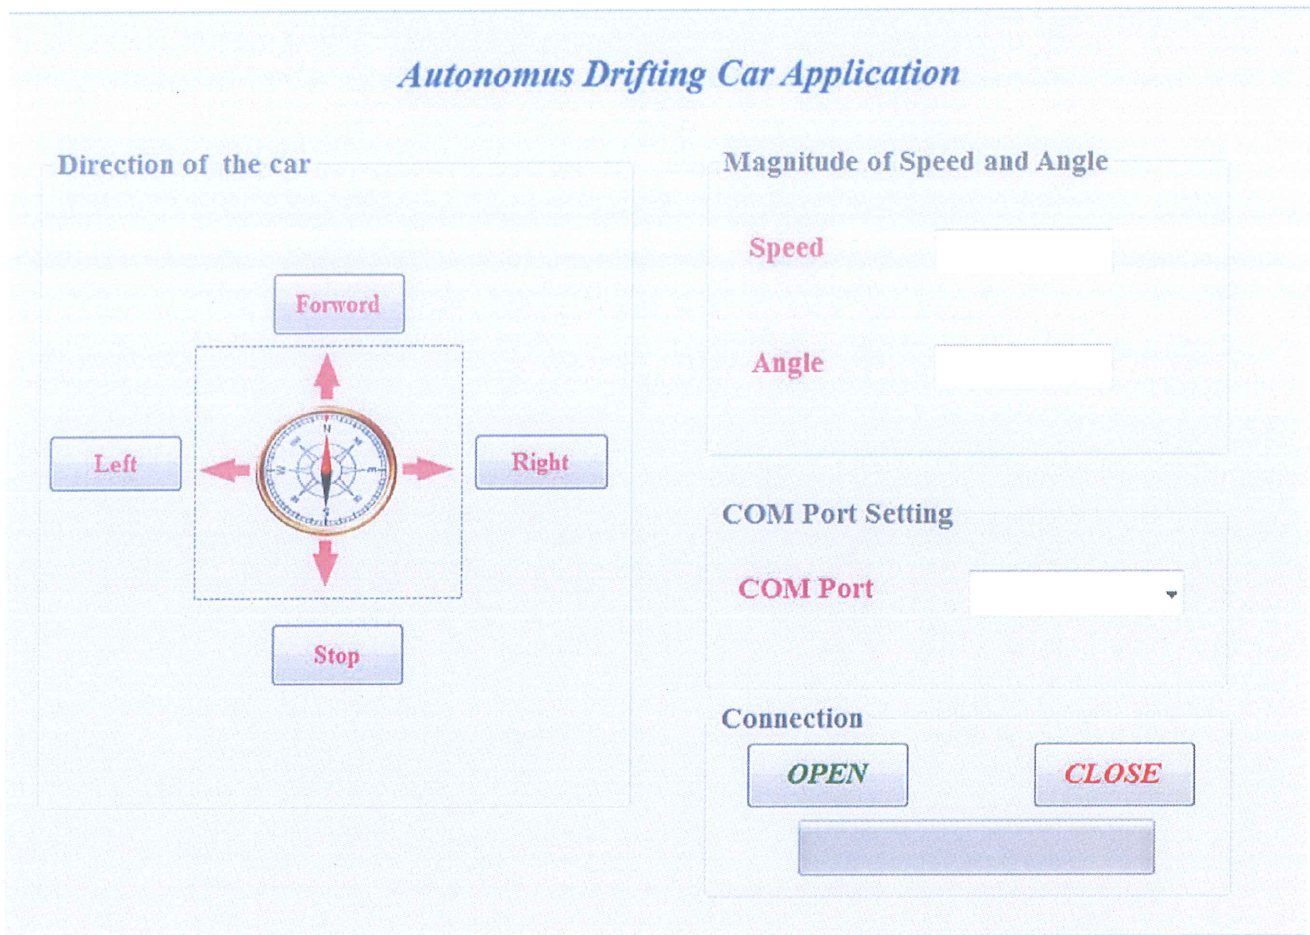 Autonomus Drifting Car Application
Direction of  the car
Forword
Left
Right
Stop
N
Magnitude of Speed and Angle
Speed
Angle
COM Port Setting
COM Port
Connection
OPEN
CLOSE